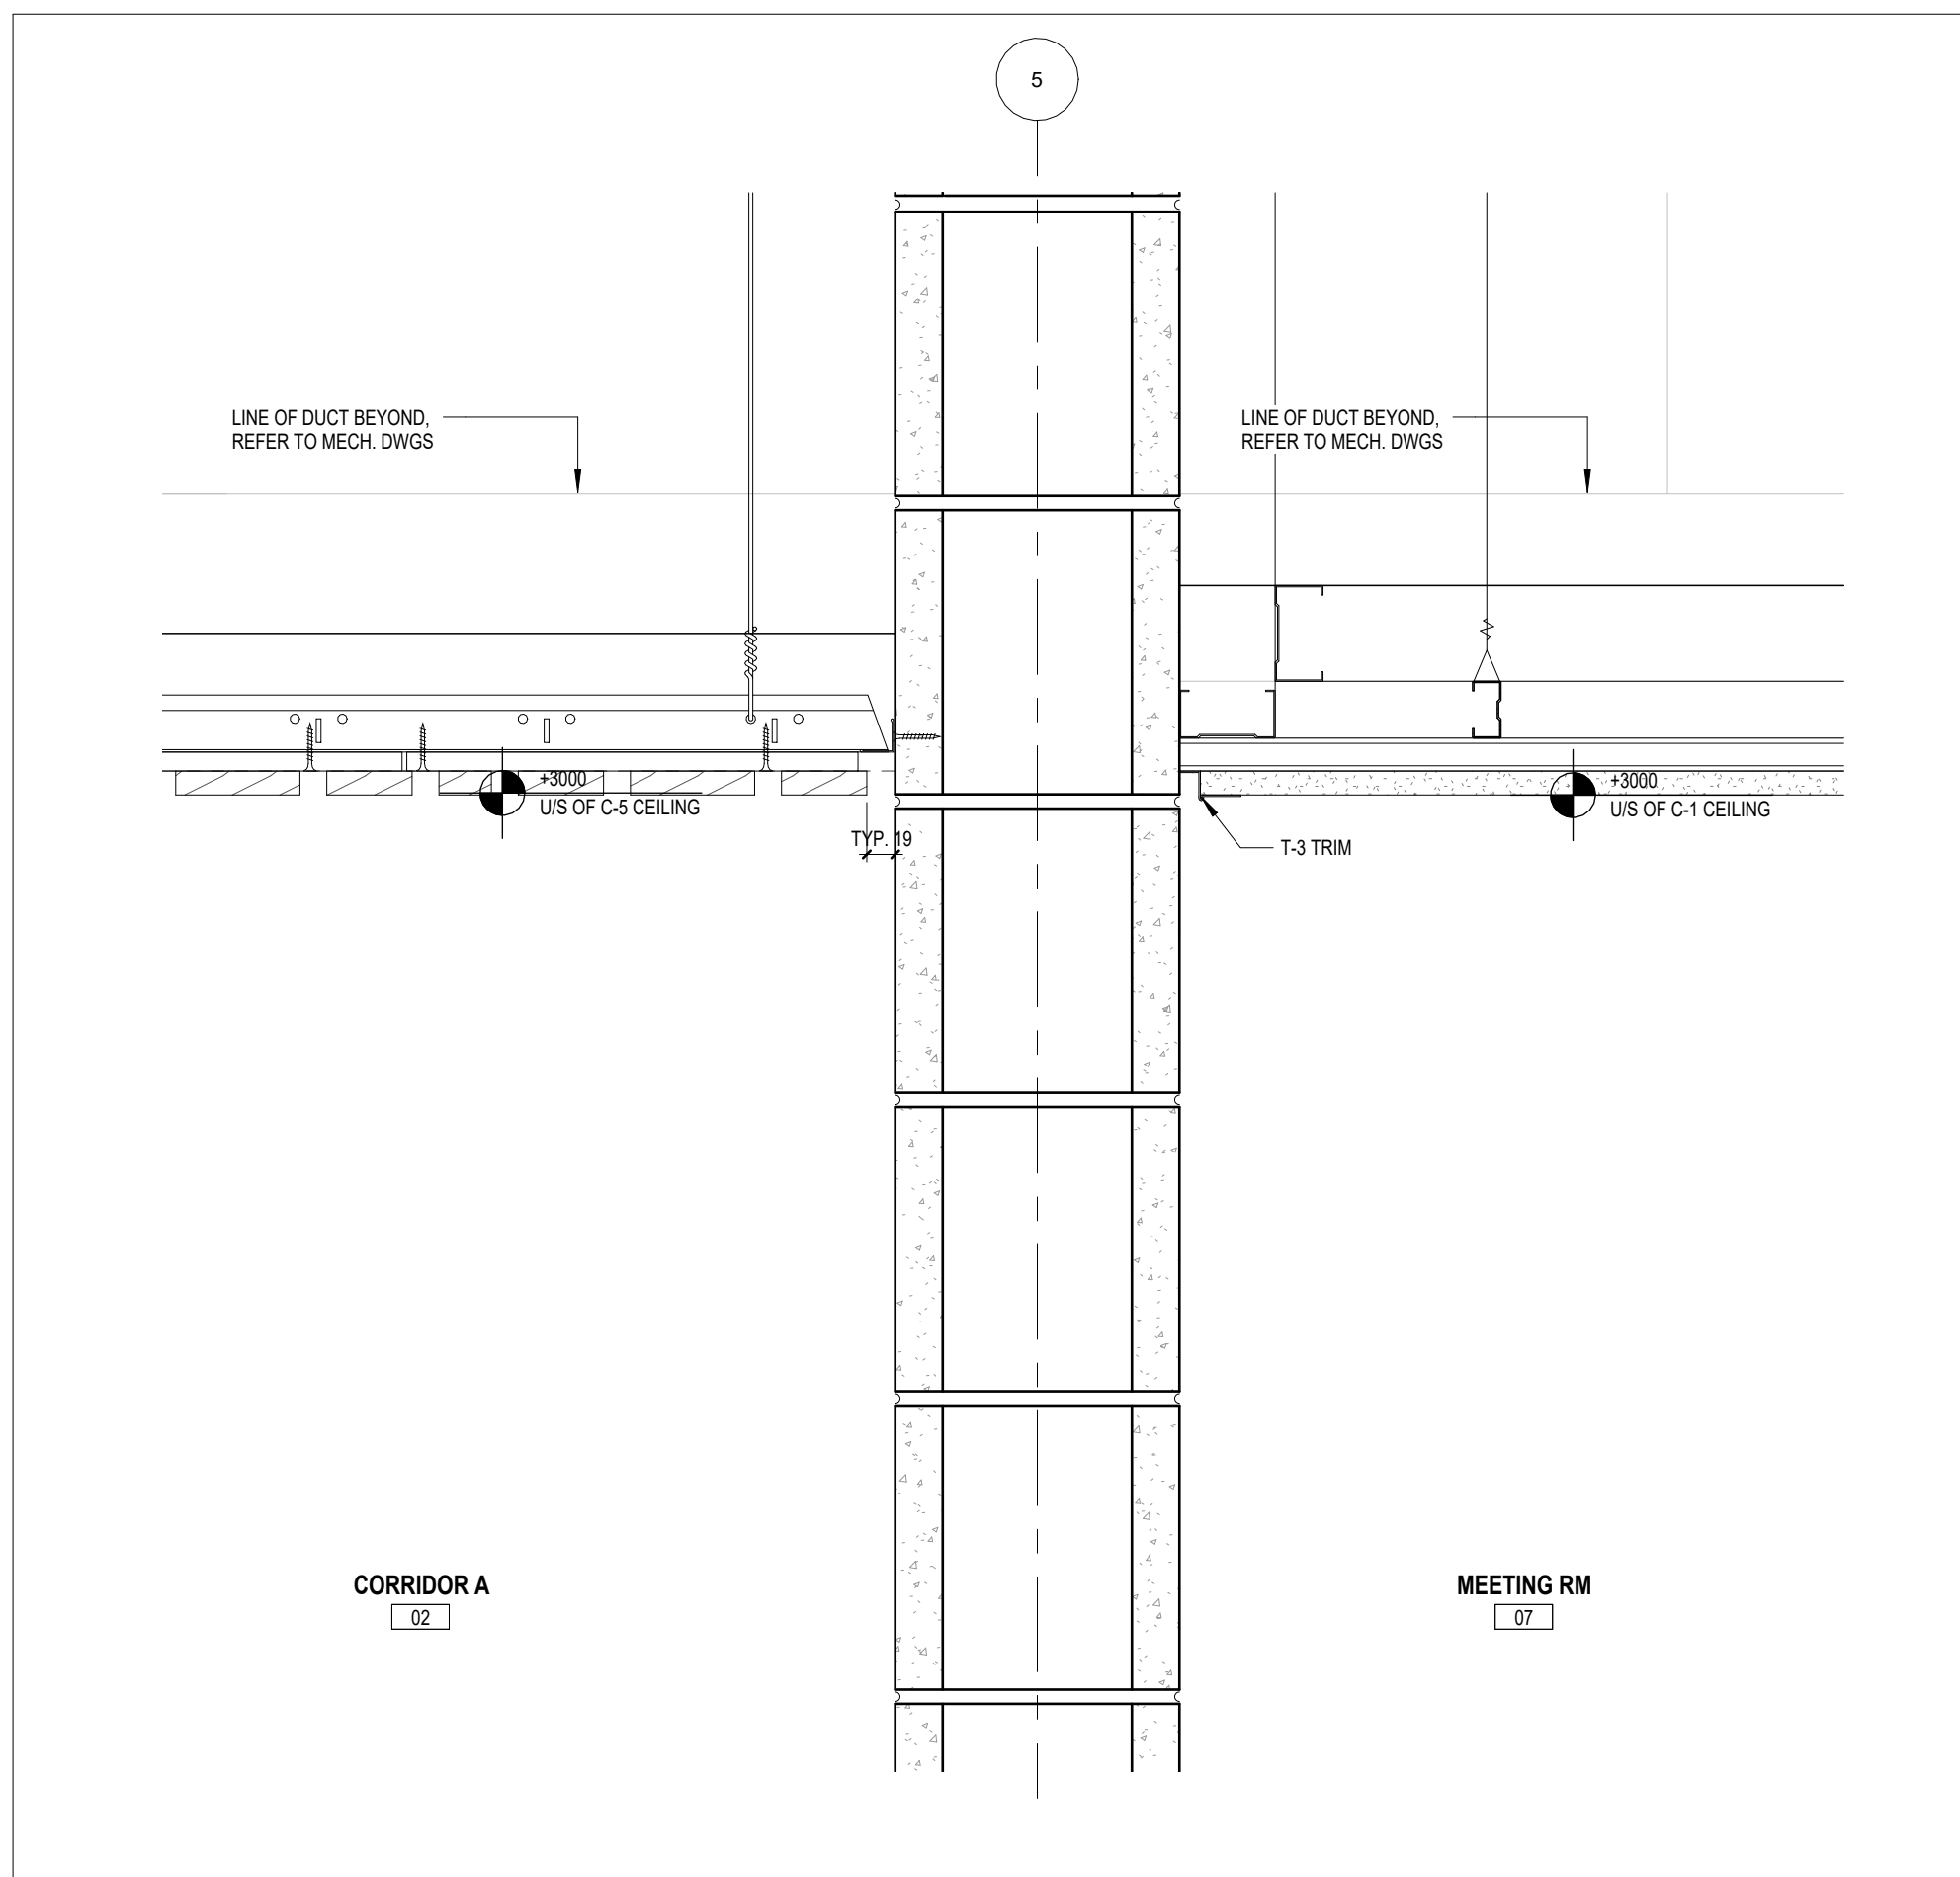 5
LINE OF DUCT BEYOND,
REFER TO MECH. DWGS
LINE OF DUCT BEYOND,
REFER TO MECH. DWGS
+3000
U/S OF C-5 CEILING
+3000
U/S OF C-1 CEILING
TYP. 19
T-3 TRIM
CORRIDOR A
02
MEETING RM
07